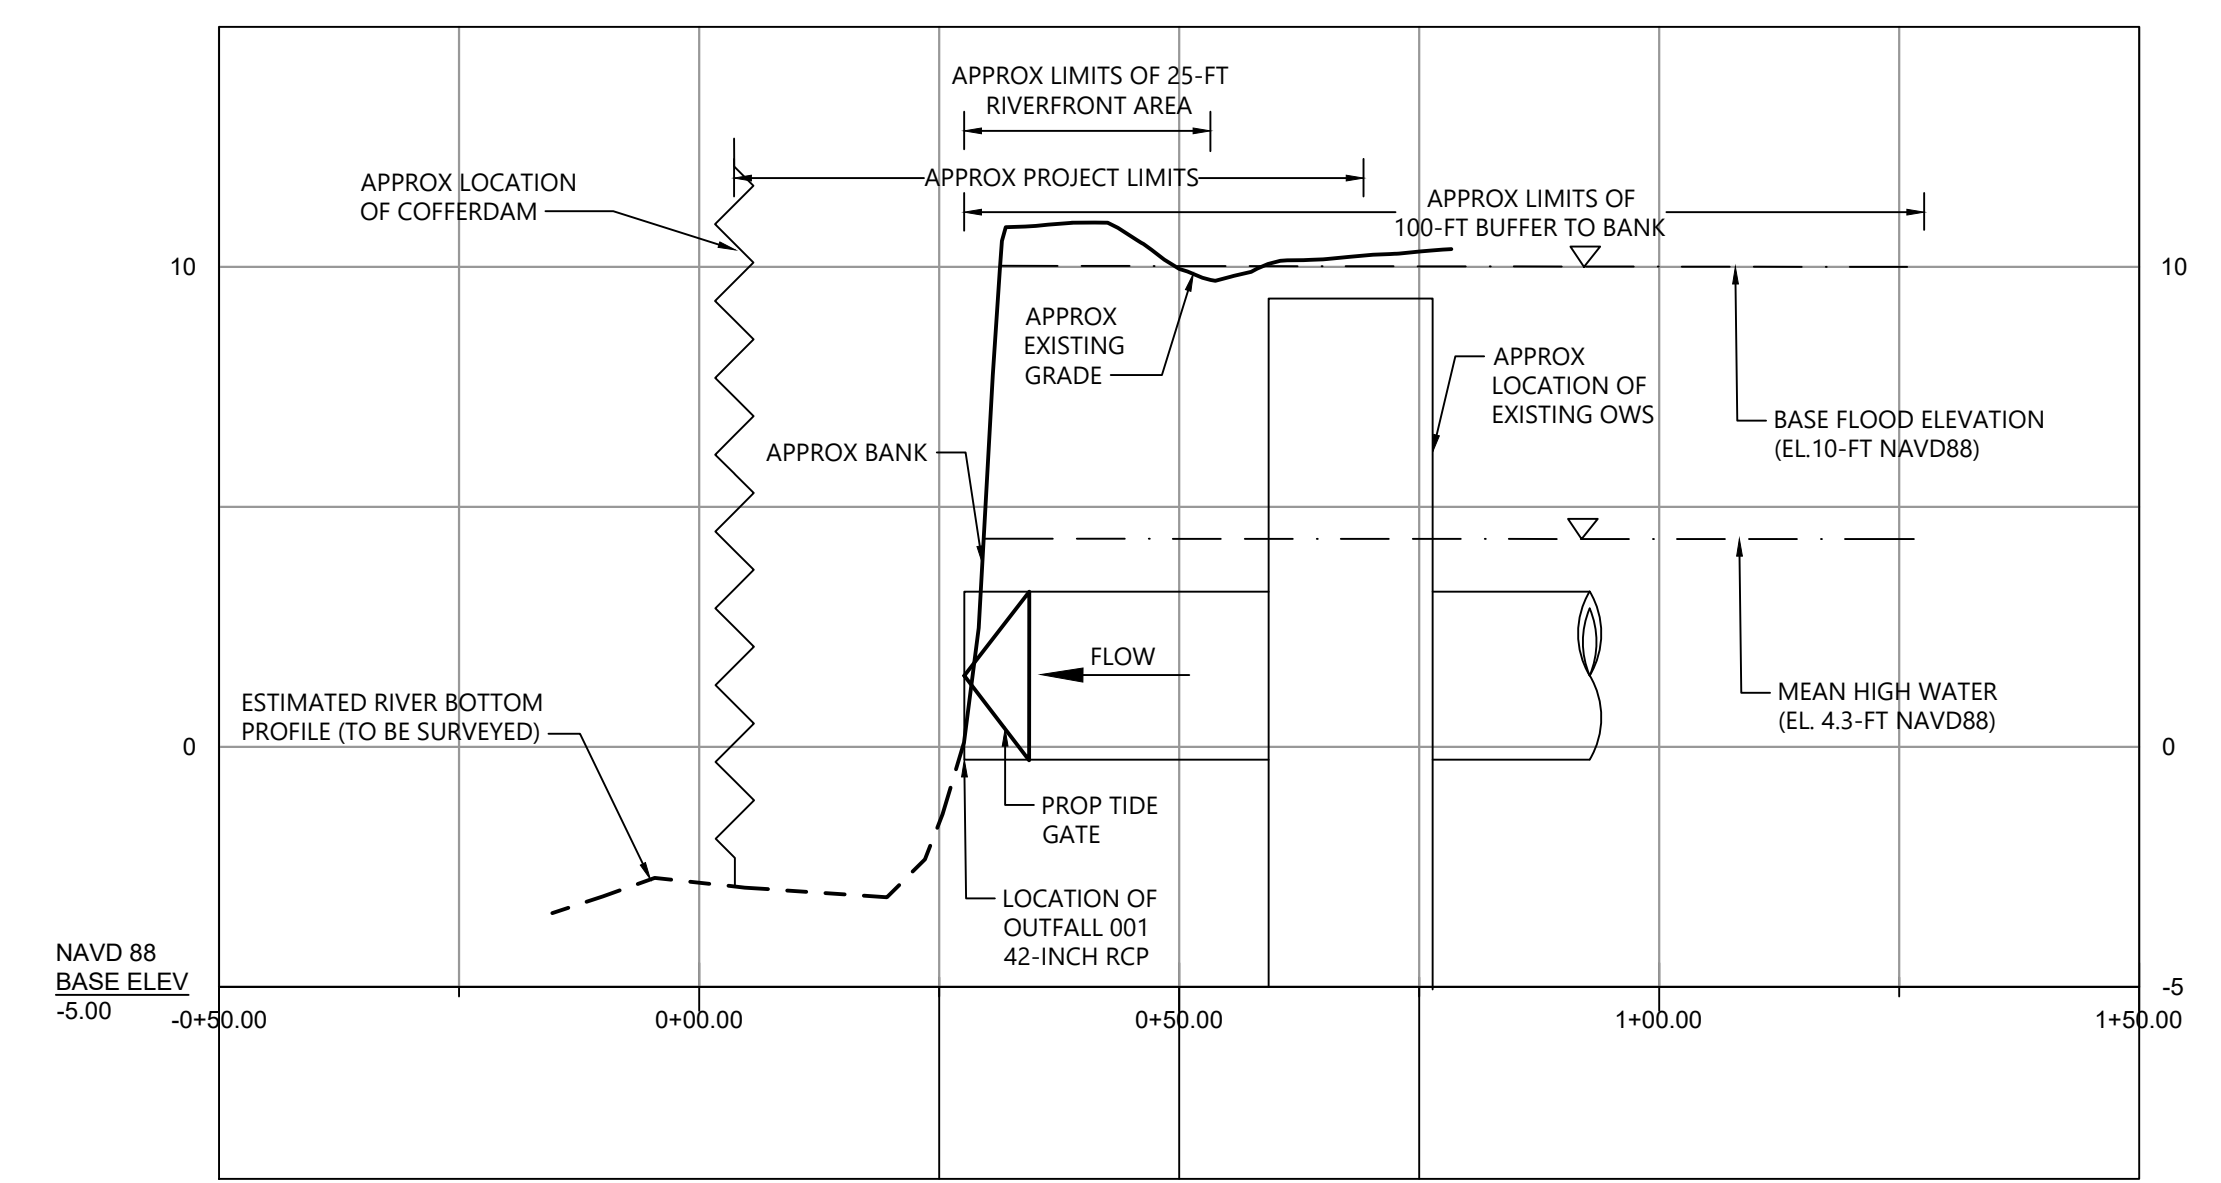 APPROX LIMITS OF 25-FT
RIVERFRONT AREA
APPROX PROJECT LIMITS
APPROX LOCATION
OF COFFERDAM
APPROX LIMITS OF
100-FT BUFFER TO BANK
10
10
APPROX
EXISTING
GRADE
APPROX
LOCATION OF
EXISTING OWS
BASE FLOOD ELEVATION
(EL.10-FT NAVD88)
APPROX BANK
FLOW
ESTIMATED RIVER BOTTOM
PROFILE (TO BE SURVEYED)
MEAN HIGH WATER
(EL. 4.3-FT NAVD88)
0
0
PROP TIDE
GATE
LOCATION OF
OUTFALL 001
42-INCH RCP
NAVD 88
BASE ELEV
-5.00
-5
-0+50.00
0+00.00
0+50.00
1+00.00
1+50.00